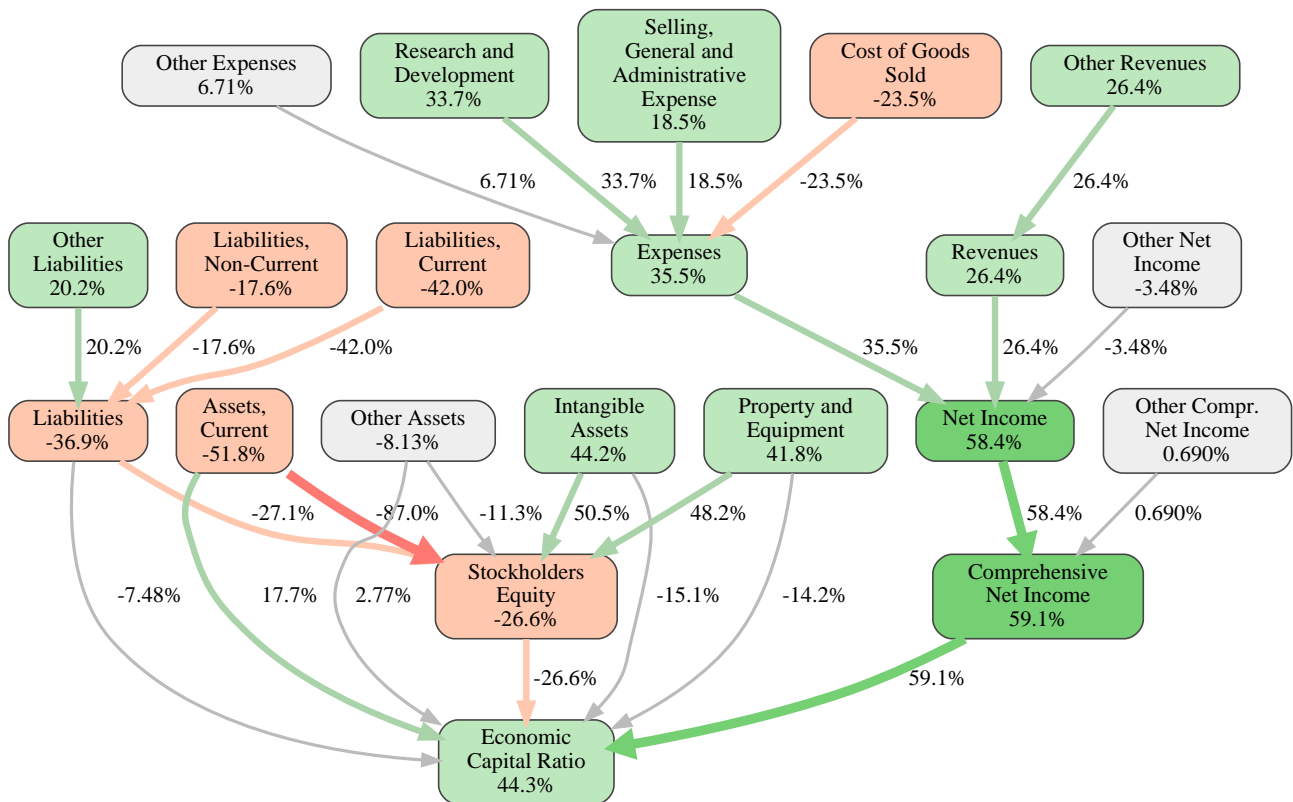 Other Expenses
6.71%
Research and
Development
33.7%
Selling,
General and
Administrative
Expense
18.5%
Cost of Goods
Sold
-23.5%
Other Revenues
26.4%
6.71%
33.7%
18.5%
-23.5%
26.4%
Other
Liabilities
20.2%
Liabilities,
Non-Current
-17.6%
Liabilities,
Current
-42.0%
Expenses
35.5%
Revenues
26.4%
Other Net
Income
-3.48%
20.2%
-17.6%
-42.0%
35.5%
26.4%
-3.48%
Liabilities
-36.9%
Assets,
Current
-51.8%
Other Assets
-8.13%
Intangible
Assets
44.2%
Property and
Equipment
41.8%
Net Income
58.4%
Other Compr.
Net Income
0.690%
-27.1%
-87.0%
-11.3%
50.5%
48.2%
58.4%
0.690%
Stockholders
Equity
-26.6%
Comprehensive
Net Income
59.1%
-7.48%
17.7%
2.77%
-15.1%
-14.2%
-26.6%
59.1%
Economic
Capital Ratio
44.3%